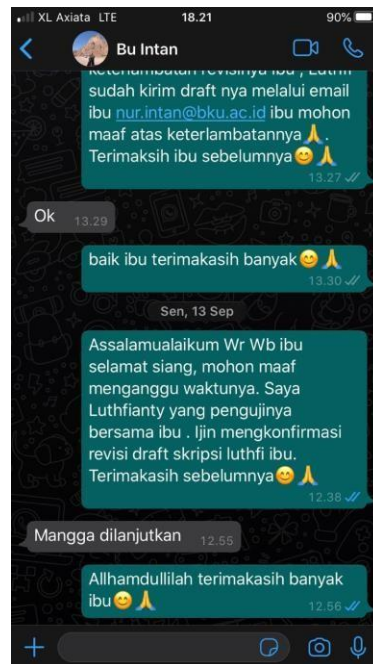 XL Axiata LTE 18.21 90%
Bu Intan
keterlambatan revisinya ibu , Luthfi
sudah kirim draft nya melalui email
ibu nur.intan@bku.ac.id ibu mohon
maaf atas keterlambatannya🙏.
Terimaksih ibu sebelumnya😊🙏
13.27
Ok 13.29
baik ibu terimakasih banyak😊🙏
13.30
Sen, 13 Sep
Assalamualaikum Wr Wb ibu
selamat siang, mohon maaf
menganggu waktunya. Saya
Luthfianty yang pengujinya
bersama ibu . Ijin mengkonfirmasi
revisi draft skripsi luthfi ibu.
Terimakasih sebelumnya😊🙏
12.38
Mangga dilanjutkan 12.55
Allhamdullilah terimakasih banyak
ibu😊🙏 12.56